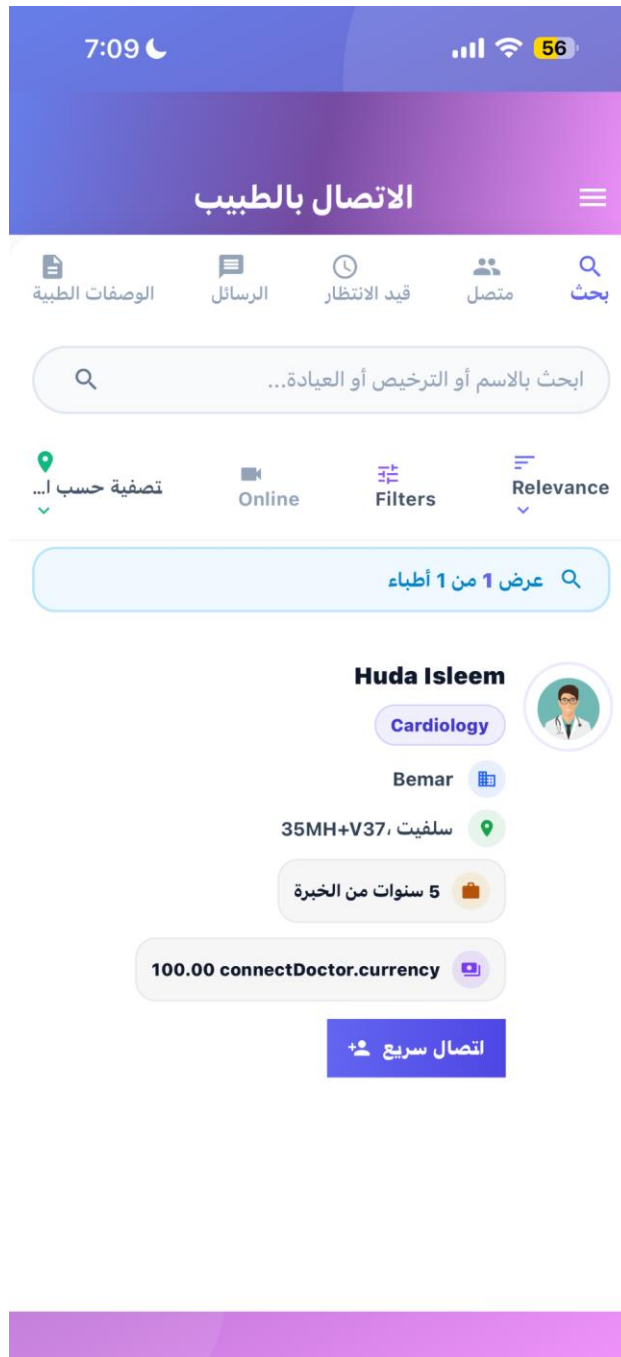 7:09
56
الاتصال بالطبيب
بحث
متصل
قيد الانتظار
الرسائل
الوصفات الطبية
ابحث بالاسم أو الترخيص أو العيادة...
Relevance
Filters
Online
تصفية حسب ا...
عرض 1 من 1 أطباء
Huda Isleem
Cardiology
Bemar
35MH+V37، سلفيت
5 سنوات من الخبرة
100.00 connectDoctor.currency
اتصال سريع